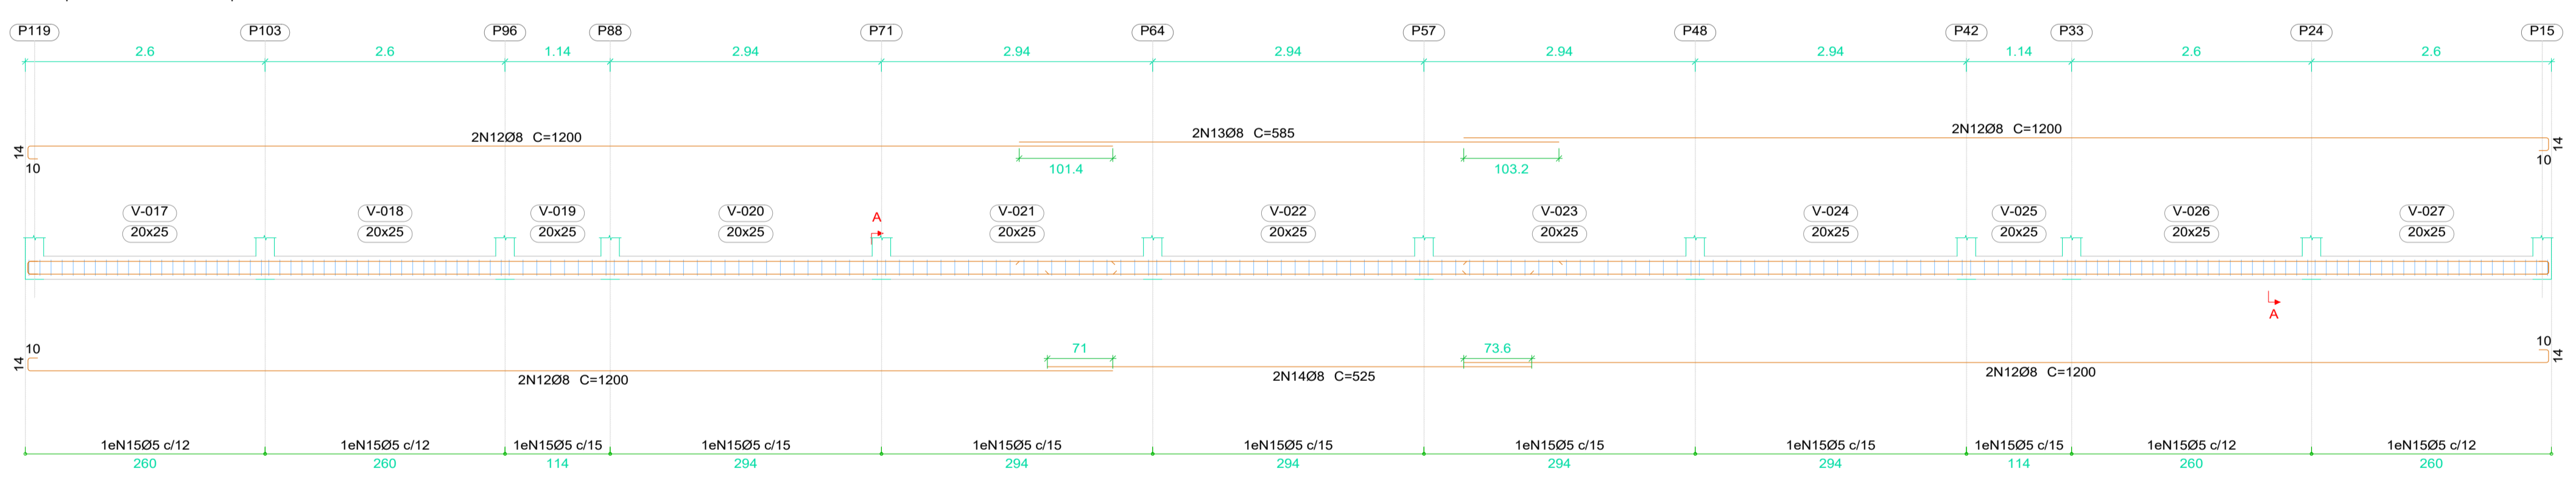 P119 P103 P96 P88 P71 P64 P57 P48 P42 P33 P24 P15
2.6 2.6 1.14 2.94 2.94 2.94 2.94 2.94 1.14 2.6 2.6
2N12Ø8 C=1200 2N13Ø8 C=585 2N12Ø8 C=1200
14 14
10 101.4 103.2 10
V-017 V-018 V-019 V-020 V-021 V-022 V-023 V-024 V-025 V-026 V-027
A
20x25 20x25 20x25 20x25 20x25 20x25 20x25 20x25 20x25 20x25 20x25
A
10 71 73.6 10
14 14
2N12Ø8 C=1200 2N14Ø8 C=525 2N12Ø8 C=1200
1eN15Ø5 c/12 1eN15Ø5 c/12 1eN15Ø5 c/15 1eN15Ø5 c/15 1eN15Ø5 c/15 1eN15Ø5 c/15 1eN15Ø5 c/15 1eN15Ø5 c/15 1eN15Ø5 c/15 1eN15Ø5 c/12 1eN15Ø5 c/12
260 260 114 294 294 294 294 294 114 260 260